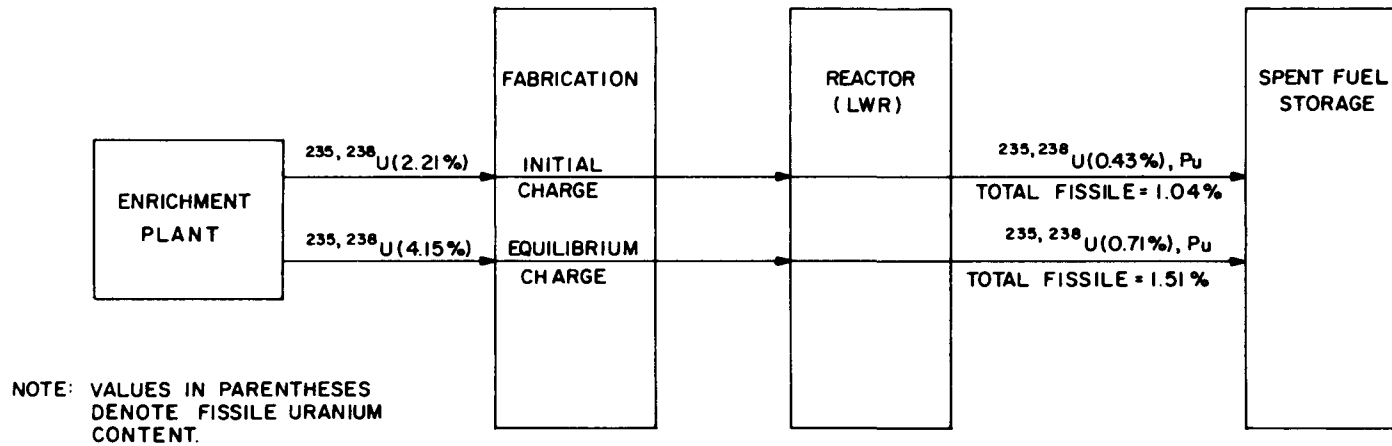 FABRICATION
REACTOR
(LWR)
SPENT FUEL
STORAGE
ENRICHMENT
PLANT
235, 238U(2.21%)
INITIAL
CHARGE
235,238U(0.43%), Pu
TOTAL FISSILE = 1.04%
235, 238U(4.15%)
EQUILIBRIUM
CHARGE
235, 238U(0.71%), Pu
TOTAL FISSILE = 1.51%
NOTE: VALUES IN PARENTHESES
DENOTE FISSILE URANIUM
CONTENT.